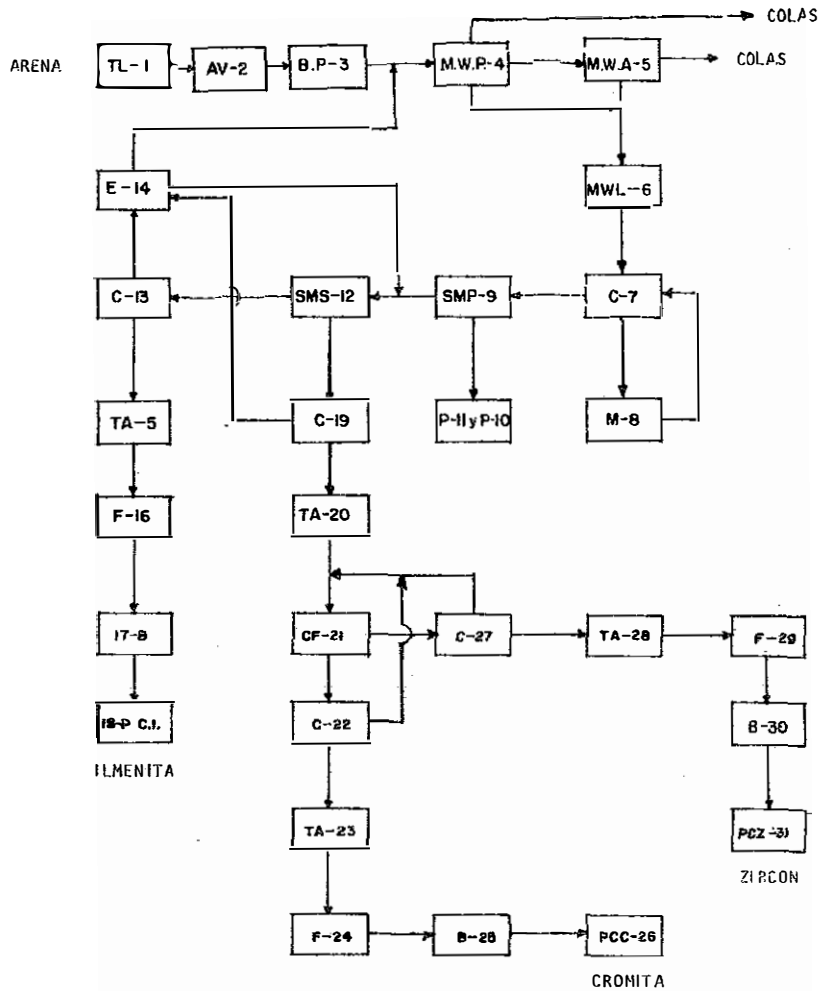 COLAS
ARENA
TL-1
AV-2
B.P-3
M.W.P.-4
M.W.A-5
COLAS
E-14
MWL-6
C-13
SMS-12
SMP-9
C-7
TA-5
C-19
P-11 y P-10
M-8
F-16
TA-20
17-B
CF-21
C-27
TA-28
F-29
18-P C.I.
C-22
B-30
ILMENITA
TA-23
PCZ-31
ZIRCON
F-24
B-25
PCC-26
CROMITA